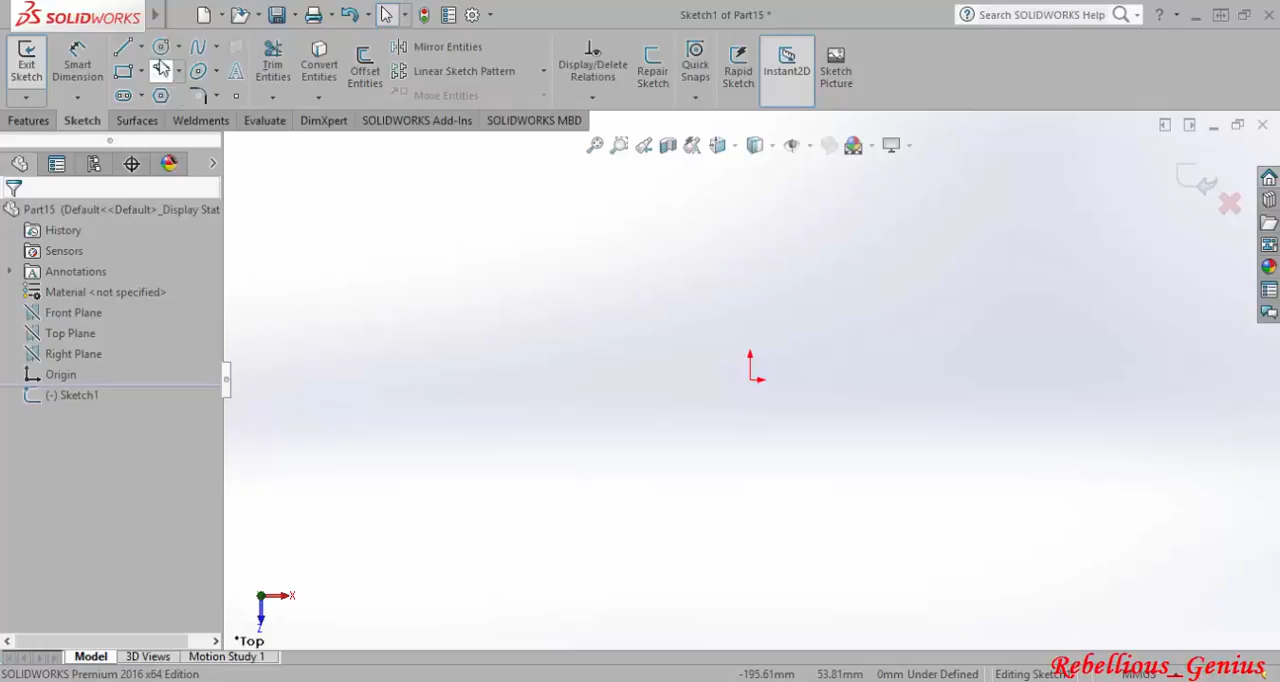 SOLIDWORKS
Sketch1 of Part15 *
Search SOLIDWORKS Help
?
Exit Sketch
Smart Dimension
Trim Entities
Convert Entities
Offset Entities
Mirror Entities
Linear Sketch Pattern
Move Entities
Display/Delete Relations
Repair Sketch
Quick Snaps
Rapid Sketch
Instant2D
Sketch Picture
Features
Sketch
Surfaces
Weldments
Evaluate
DimXpert
SOLIDWORKS Add-Ins
SOLIDWORKS MBD
Part15 (Default<<Default>_Display Stat
History
Sensors
Annotations
Material <not specified>
Front Plane
Top Plane
Right Plane
Origin
(-) Sketch1
X
Z
*Top
Model
3D Views
Motion Study 1
SOLIDWORKS Premium 2016 x64 Edition
-195.61mm
53.81mm
0mm
Under Defined
Editing Sketch1
MMGS
Rebellious_Genius